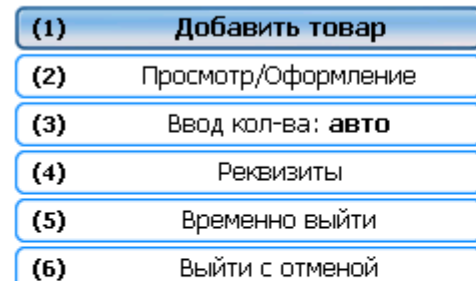 (1) Добавить товар
(2) Просмотр/Оформление
(3) Ввод кол-ва: авто
(4) Реквизиты
(5) Временно выйти
(6) Выйти с отменой